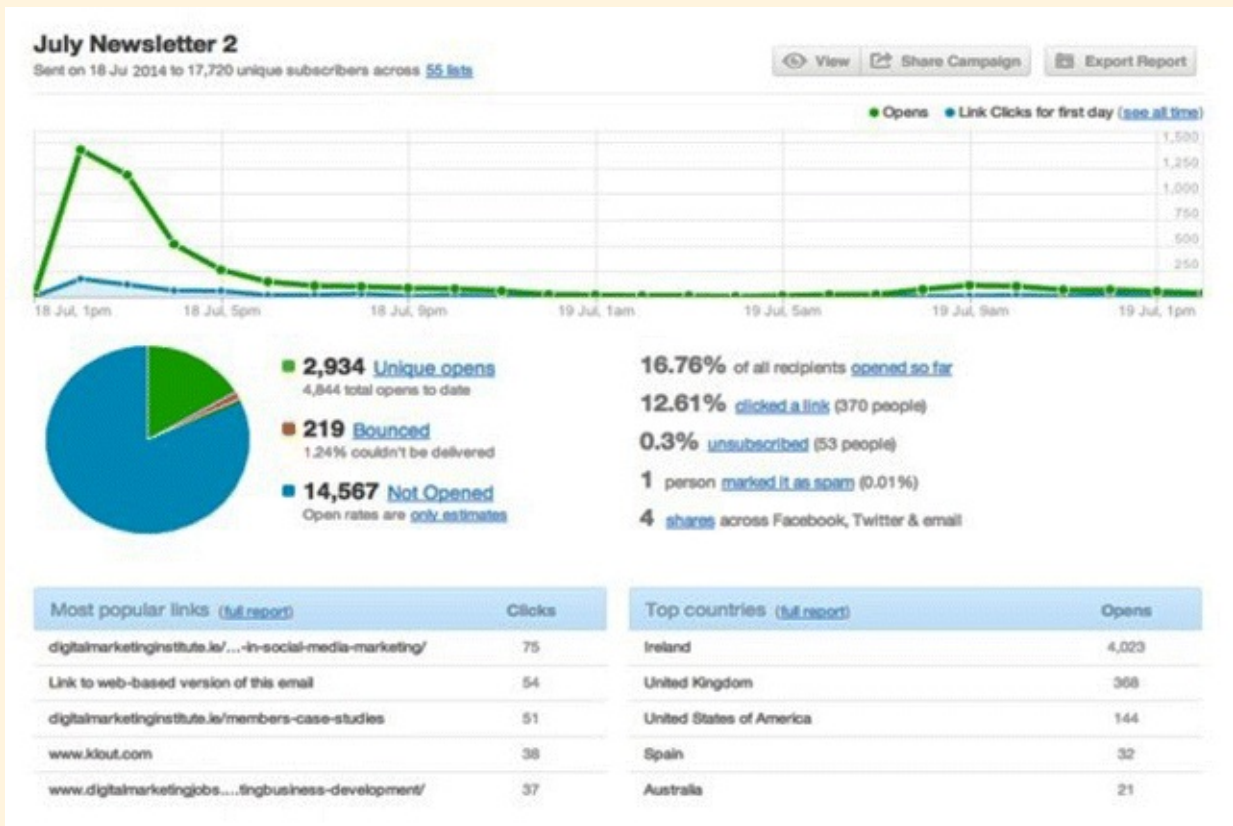 July Newsletter 2
Sent on 18 Ju 2014 to 17,720 unique subscribers across 55 lists
View
Share Campaign
Export Report
Opens
Link Clicks for first day (see all time)
1,500
1,250
1,000
750
500
250
18 Jul, 1pm
18 Jul, 5pm
18 Jul, 9pm
19 Jul, 1am
19 Jul, 5am
19 Jul, 9am
19 Jul, 1pm
2,934 Unique opens
4,844 total opens to date
219 Bounced
1.24% couldn't be delivered
14,567 Not Opened
Open rates are only estimates
16.76% of all recipients opened so far
12.61% clicked a link (370 people)
0.3% unsubscribed (53 people)
1 person marked it as spam (0.01%)
4 shares across Facebook, Twitter & email
Most popular links (full report) Clicks
digitalmarketinginstitute.ie/...-in-social-media-marketing/ 75
Link to web-based version of this email 54
digitalmarketinginstitute.ie/members-case-studies 51
www.klout.com 38
www.digitalmarketingjobs....tingbusiness-development/ 37
Top countries (full report) Opens
Ireland 4,023
United Kingdom 368
United States of America 144
Spain 32
Australia 21